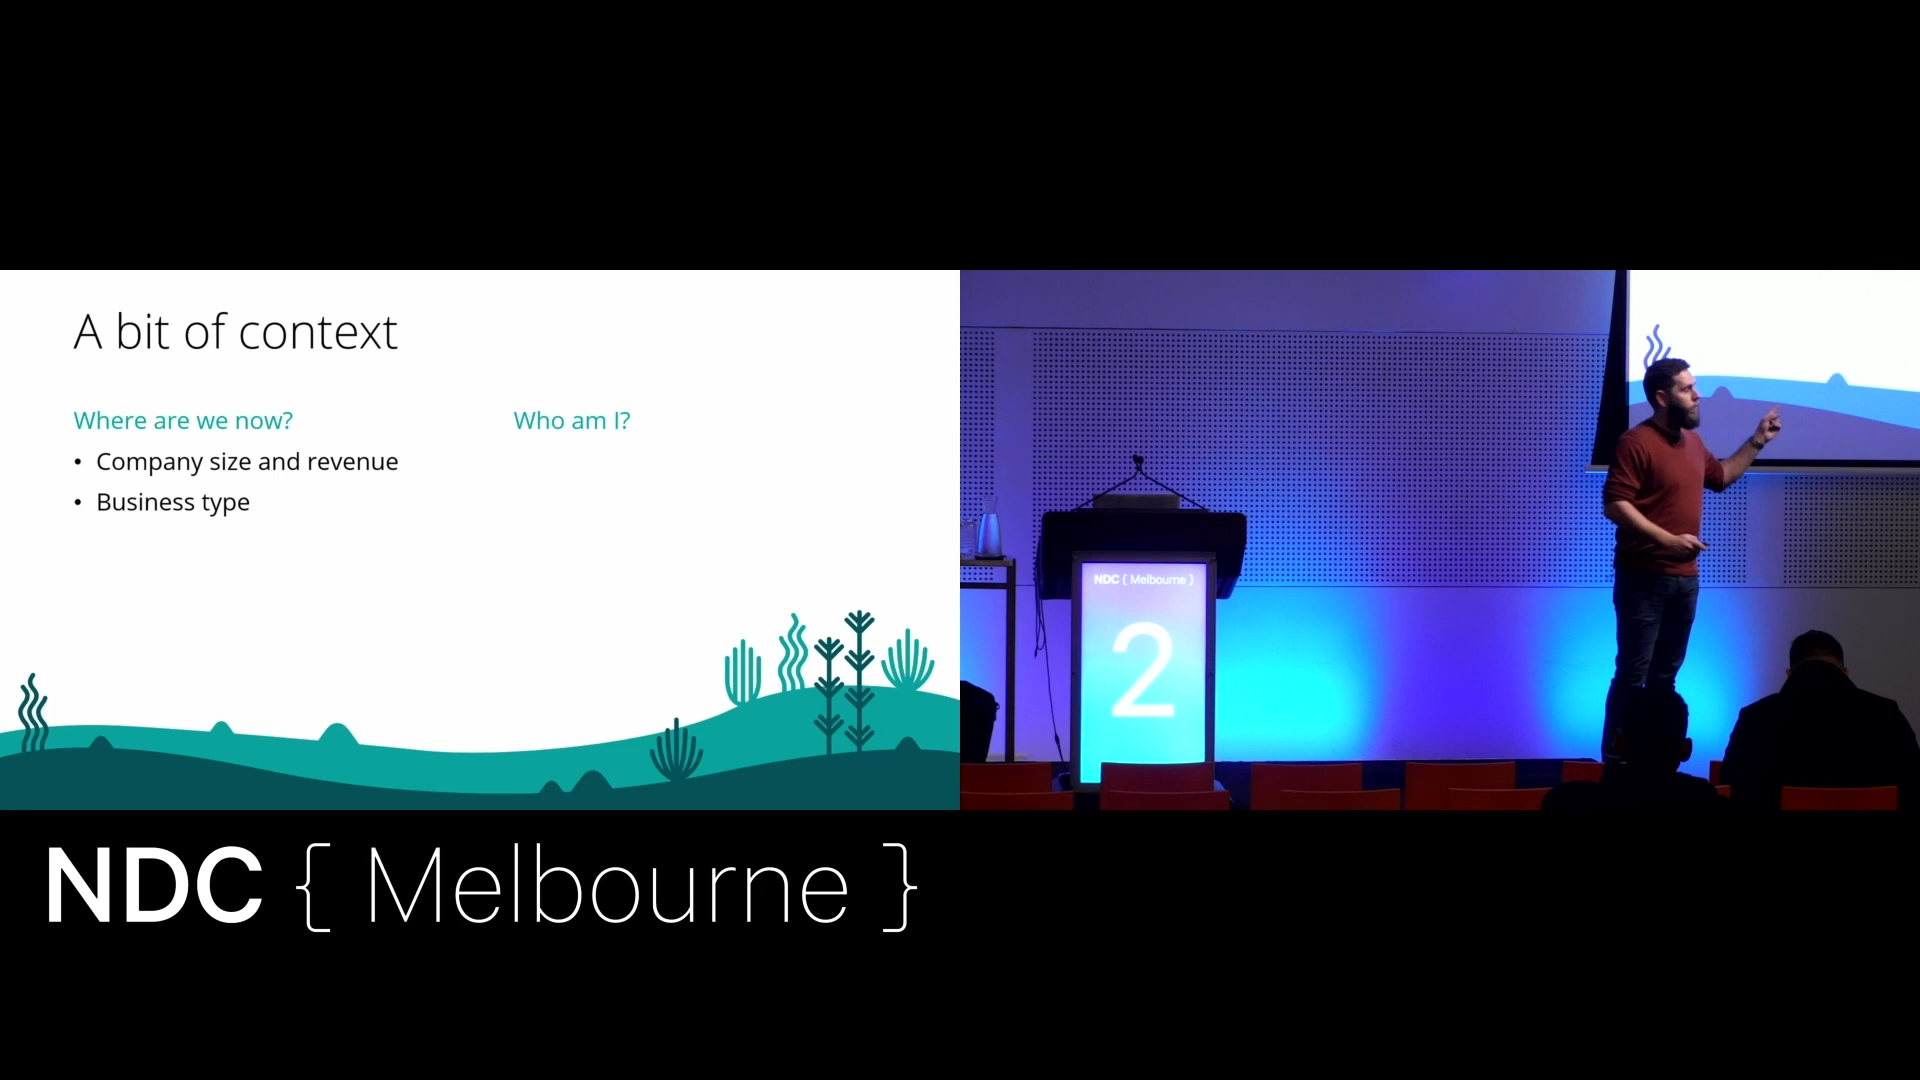 A bit of context
Where are we now?
• Company size and revenue
• Business type
Who am I?
NDC { Melbourne }
2
NDC { Melbourne }